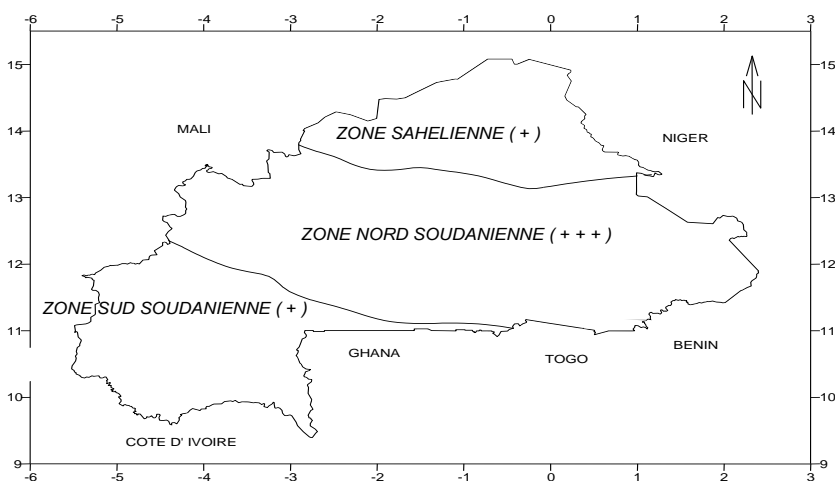 -6 -5 -4 -3 -2 -1 0 1 2 3
15 15
N
MALI
14 ZONE SAHELIENNE ( + ) 14
NIGER
13 13
ZONE NORD SOUDANIENNE ( + + + )
12 12
ZONE SUD SOUDANIENNE ( + )
11 11
GHANA TOGO BENIN
10 10
COTE D' IVOIRE
9 9
-6 -5 -4 -3 -2 -1 0 1 2 3